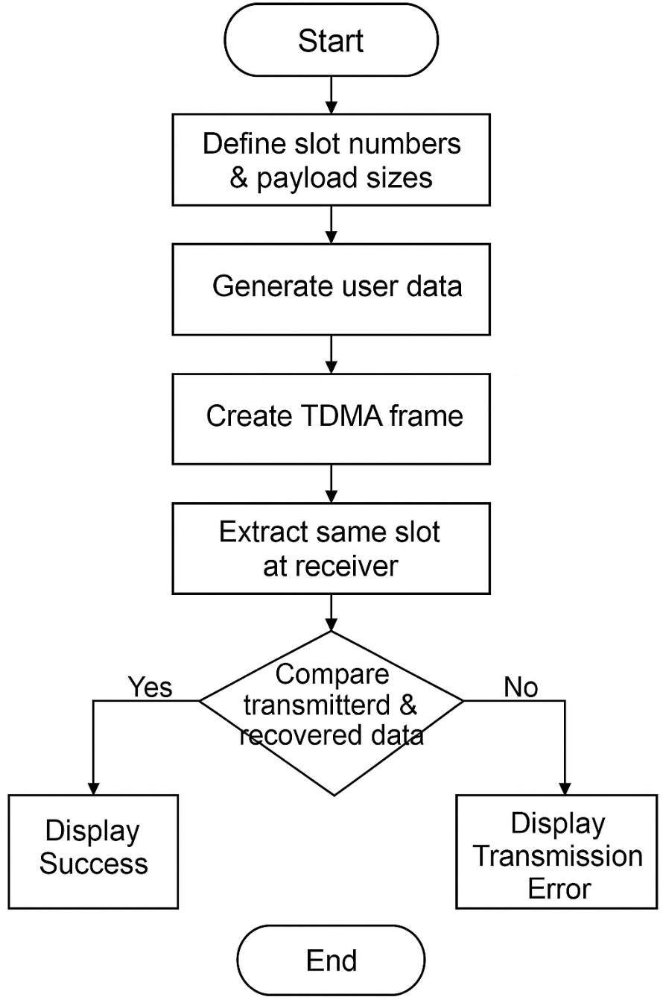 Start
Define slot numbers
& payload sizes
Generate user data
Create TDMA frame
Extract same slot
at receiver
Compare
transmitterd &
recovered data
Yes
No
Display
Success
Display
Transmission
Error
End